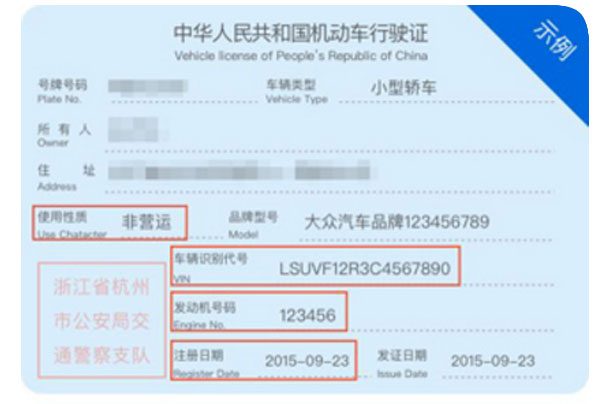 中华人民共和国机动车行驶证
Vehicle license of People's Republic of China
示例
号牌号码
Plate No.
车辆类型 小型轿车
Vehicle Type
所有人
Owner
住址
Address
使用性质 非营运
Use Chatacter
品牌型号 大众汽车品牌123456789
Model
车辆识别代号 LSUVF12R3C4567890
VIN
发动机号码 123456
Engine No.
注册日期 2015-09-23
Register Date
发证日期 2015-09-23
Issue Date
浙江省杭州
市公安局交
通警察支队